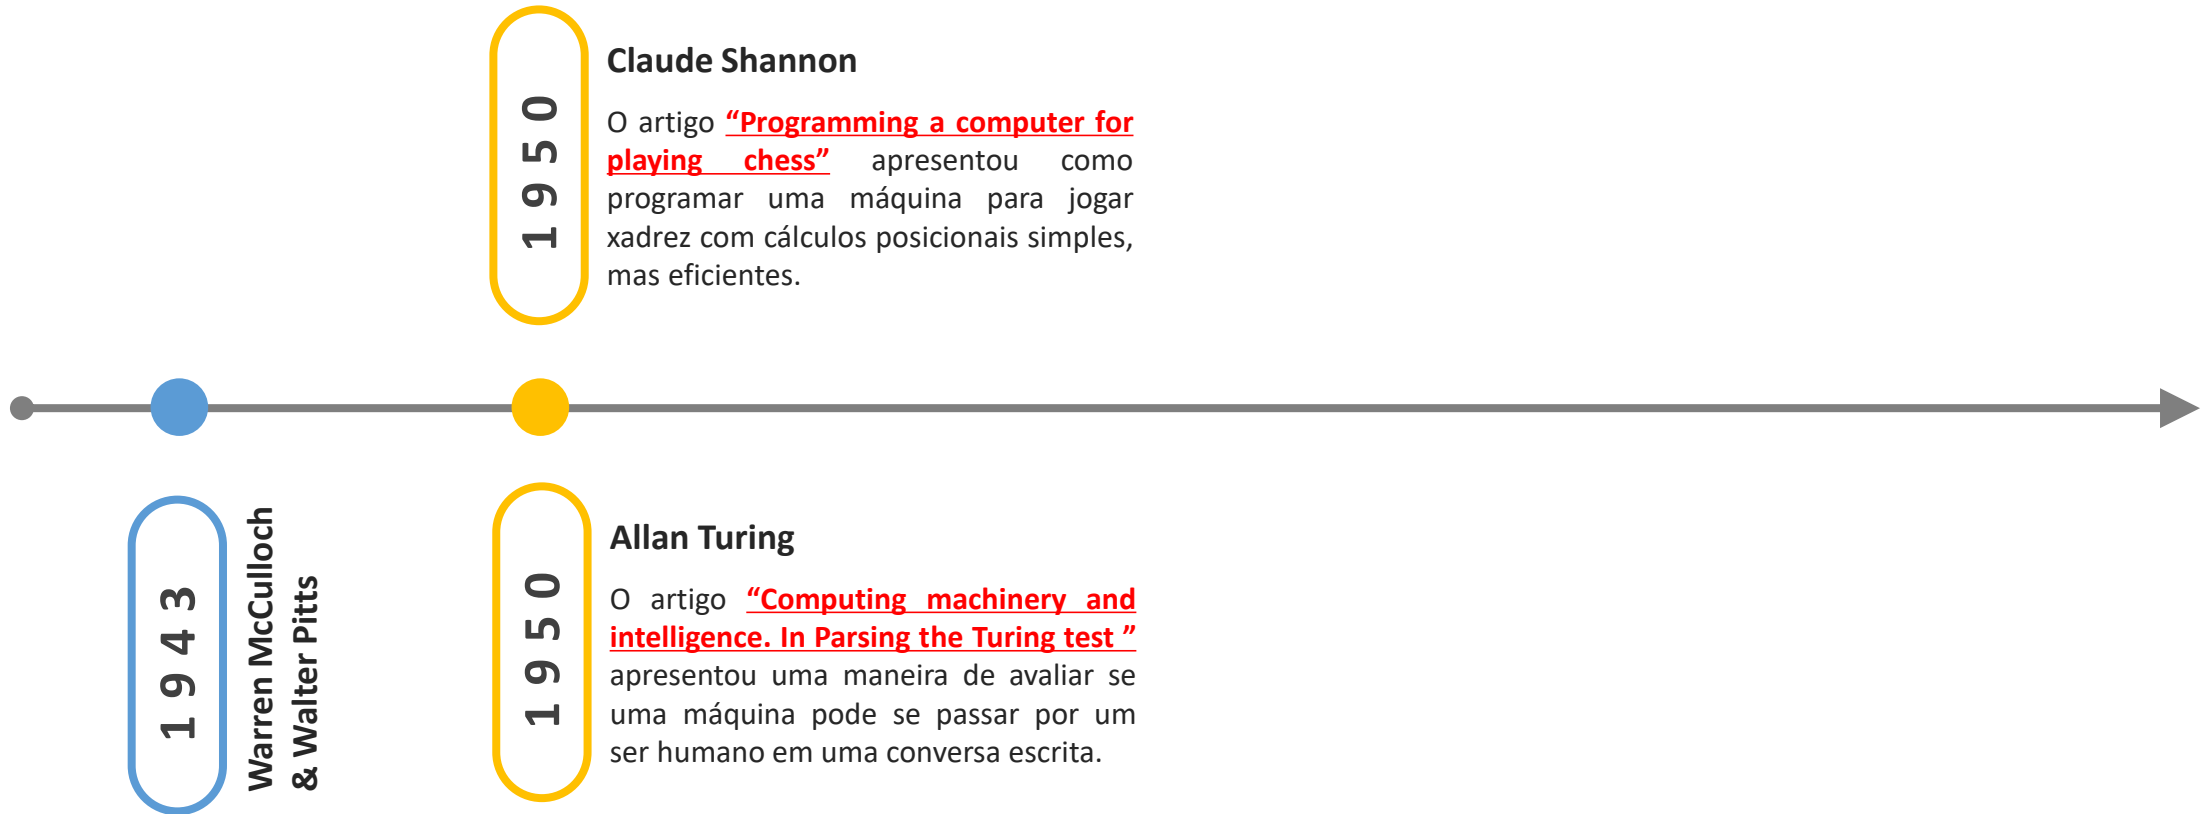 1950
Claude Shannon
O artigo “Programming a computer for
playing chess” apresentou como
programar uma máquina para jogar
xadrez com cálculos posicionais simples,
mas eficientes.
1943
Warren McCulloch
& Walter Pitts
1950
Allan Turing
O artigo “Computing machinery and
intelligence. In Parsing the Turing test ”
apresentou uma maneira de avaliar se
uma máquina pode se passar por um
ser humano em uma conversa escrita.